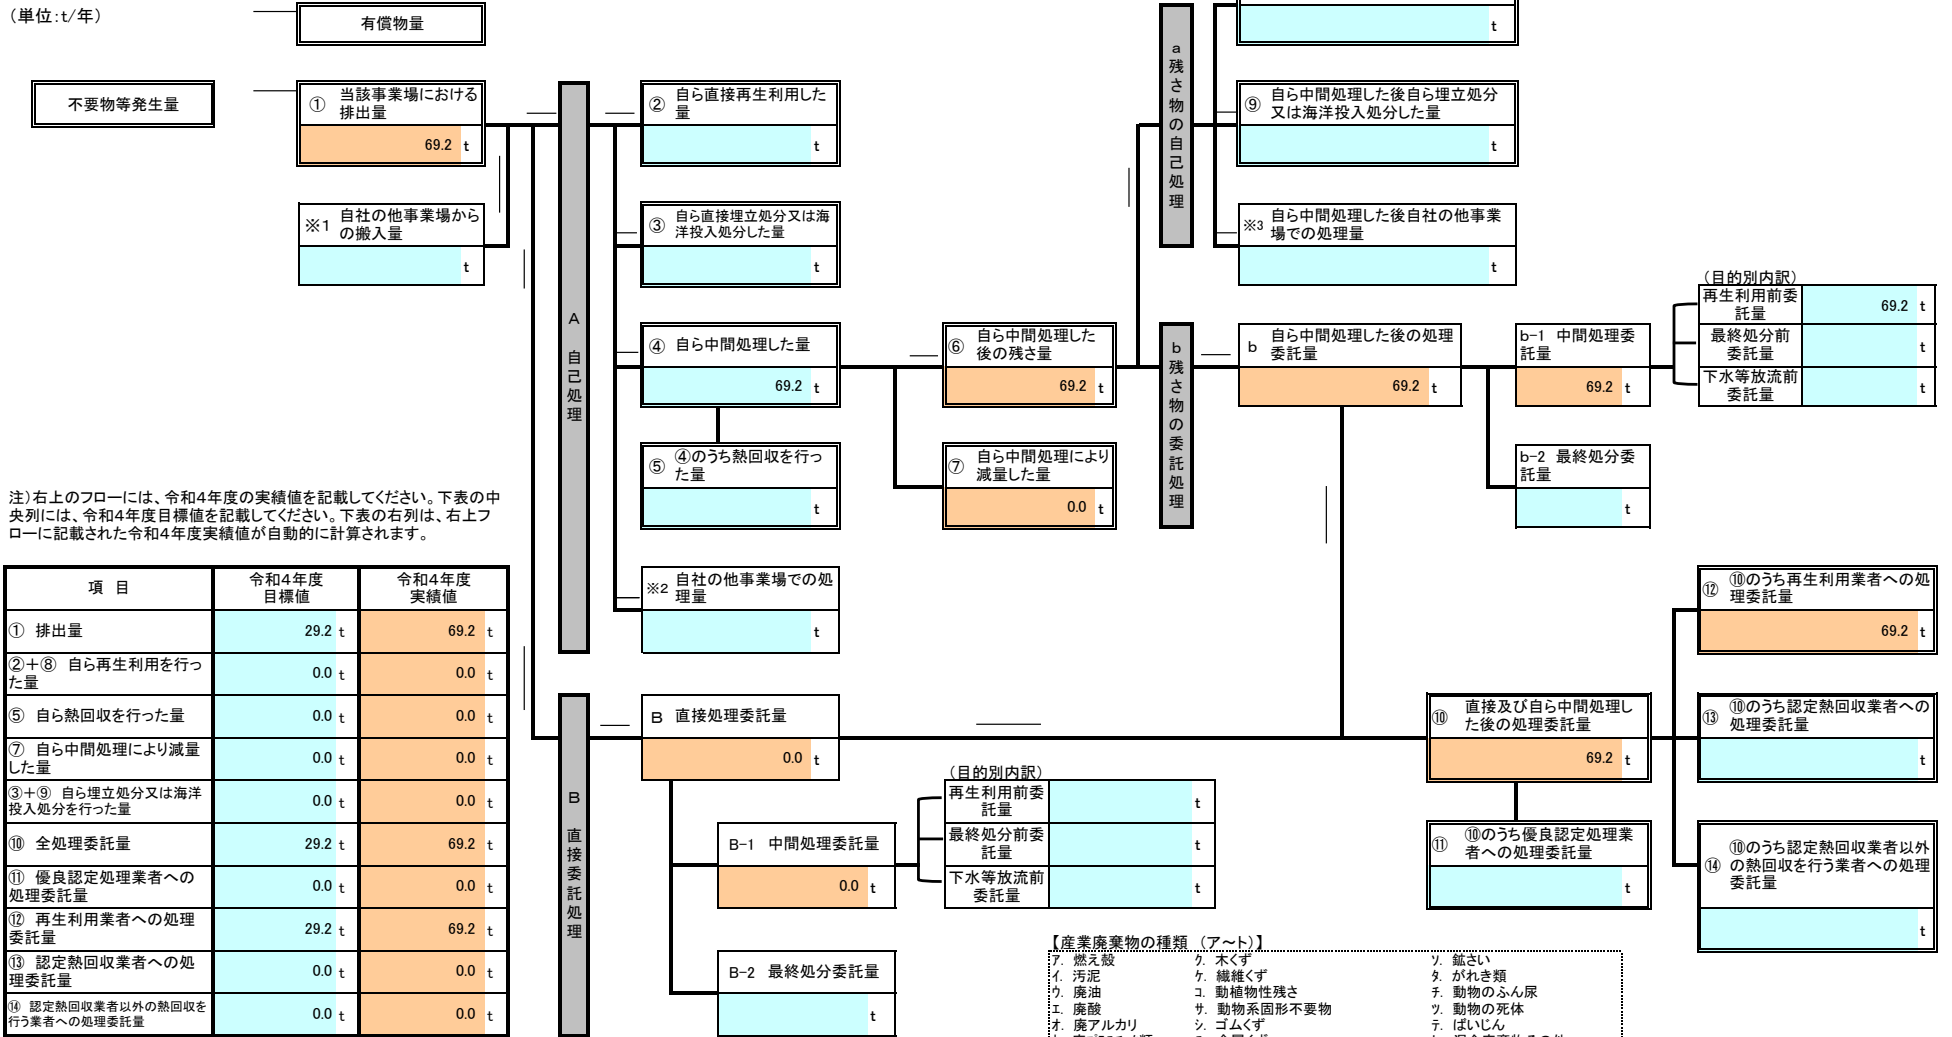 （単位:ｔ/年）
有償物量
ｔ
不要物等発生量
① 当該事業場における
排出量
69.2 ｔ
② 自ら直接再生利用した
量
ｔ
⑨ 自ら中間処理した後自ら埋立処分
又は海洋投入処分した量
ｔ
ａ残さ物の自己処理
※1 自社の他事業場から
の搬入量
ｔ
③ 自ら直接埋立処分又は海
洋投入処分した量
ｔ
※3 自ら中間処理した後自社の他事業
場での処理量
ｔ
Ａ 自己処理
④ 自ら中間処理した量
69.2 ｔ
⑥ 自ら中間処理した
後の残さ量
69.2 ｔ
ｂ残さ物の委託処理
ｂ 自ら中間処理した後の処理
委託量
69.2 ｔ
b-1 中間処理委
託量
69.2 ｔ
（目的別内訳）
再生利用前委
託量
69.2 ｔ
最終処分前
委託量
ｔ
下水等放流前
委託量
ｔ
⑤ ④のうち熱回収を行っ
た量
ｔ
⑦ 自ら中間処理により
減量した量
0.0 ｔ
b-2 最終処分委
託量
ｔ
注）右上のフローには、令和４年度の実績値を記載してください。下表の中
央列には、令和４年度目標値を記載してください。下表の右列は、右上フ
ローに記載された令和４年度実績値が自動的に計算されます。
※2 自社の他事業場での処
理量
ｔ
項 目 令和４年度
目標値 令和４年度
実績値
① 排出量 29.2 ｔ 69.2 ｔ
②＋⑧ 自ら再生利用を行っ
た量 0.0 ｔ 0.0 ｔ
⑤ 自ら熱回収を行った量 0.0 ｔ 0.0 ｔ
⑦ 自ら中間処理により減量
した量 0.0 ｔ 0.0 ｔ
③＋⑨ 自ら埋立処分又は海洋
投入処分を行った量 0.0 ｔ 0.0 ｔ
⑩ 全処理委託量 29.2 ｔ 69.2 ｔ
⑪ 優良認定処理業者への
処理委託量 0.0 ｔ 0.0 ｔ
⑫ 再生利用業者への処理
委託量 29.2 ｔ 69.2 ｔ
⑬ 認定熱回収業者への処
理委託量 0.0 ｔ 0.0 ｔ
⑭ 認定熱回収業者以外の熱回収を
行う業者への処理委託量 0.0 ｔ 0.0 ｔ
Ｂ 直接委託処理
Ｂ 直接処理委託量
0.0 ｔ
B-1 中間処理委託量
0.0 ｔ
（目的別内訳）
再生利用前委
託量
ｔ
最終処分前委
託量
ｔ
下水等放流前
委託量
ｔ
B-2 最終処分委託量
ｔ
⑩ 直接及び自ら中間処理し
た後の処理委託量
69.2 ｔ
⑪ ⑩のうち優良認定処理業
者への処理委託量
ｔ
⑫ ⑩のうち再生利用業者への処
理委託量
69.2 ｔ
⑬ ⑩のうち認定熱回収業者への
処理委託量
ｔ
⑭ ⑩のうち認定熱回収業者以外
の熱回収を行う業者への処理
委託量
ｔ
【産業廃棄物の種類 （ア～ト）】
ｱ. 燃え殻 ｸ. 木くず ｿ. 鉱さい
ｲ. 汚泥 ｹ. 繊維くず ﾀ. がれき類
ｳ. 廃油 ｺ. 動植物性残さ ﾁ. 動物のふん尿
ｴ. 廃酸 ｻ. 動物系固形不要物 ﾂ. 動物の死体
ｵ. 廃アルカリ ｼ. ゴムくず ﾃ. ばいじん